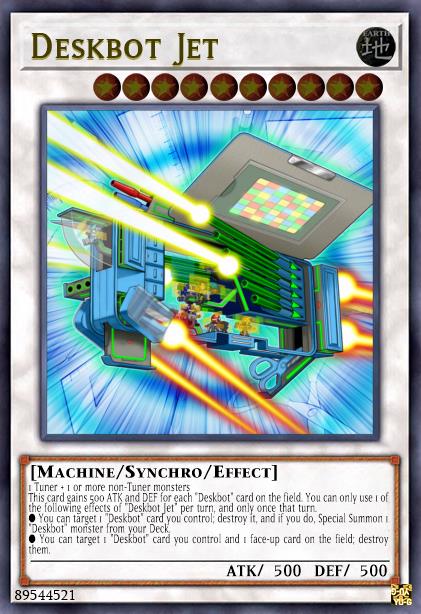 DESKBOT JET
EARTH
地
[MACHINE/SYNCHRO/EFFECT]
1 Tuner + 1 or more non-Tuner monsters
This card gains 500 ATK and DEF for each "Deskbot" card on the field. You can only use 1 of
the following effects of "Deskbot Jet" per turn, and only once that turn.
● You can target 1 "Deskbot" card you control; destroy it, and if you do, Special Summon 1
"Deskbot" monster from your Deck.
● You can target 1 "Deskbot" card you control and 1 face-up card on the field; destroy
them.
ATK/ 500 DEF/ 500
89544521